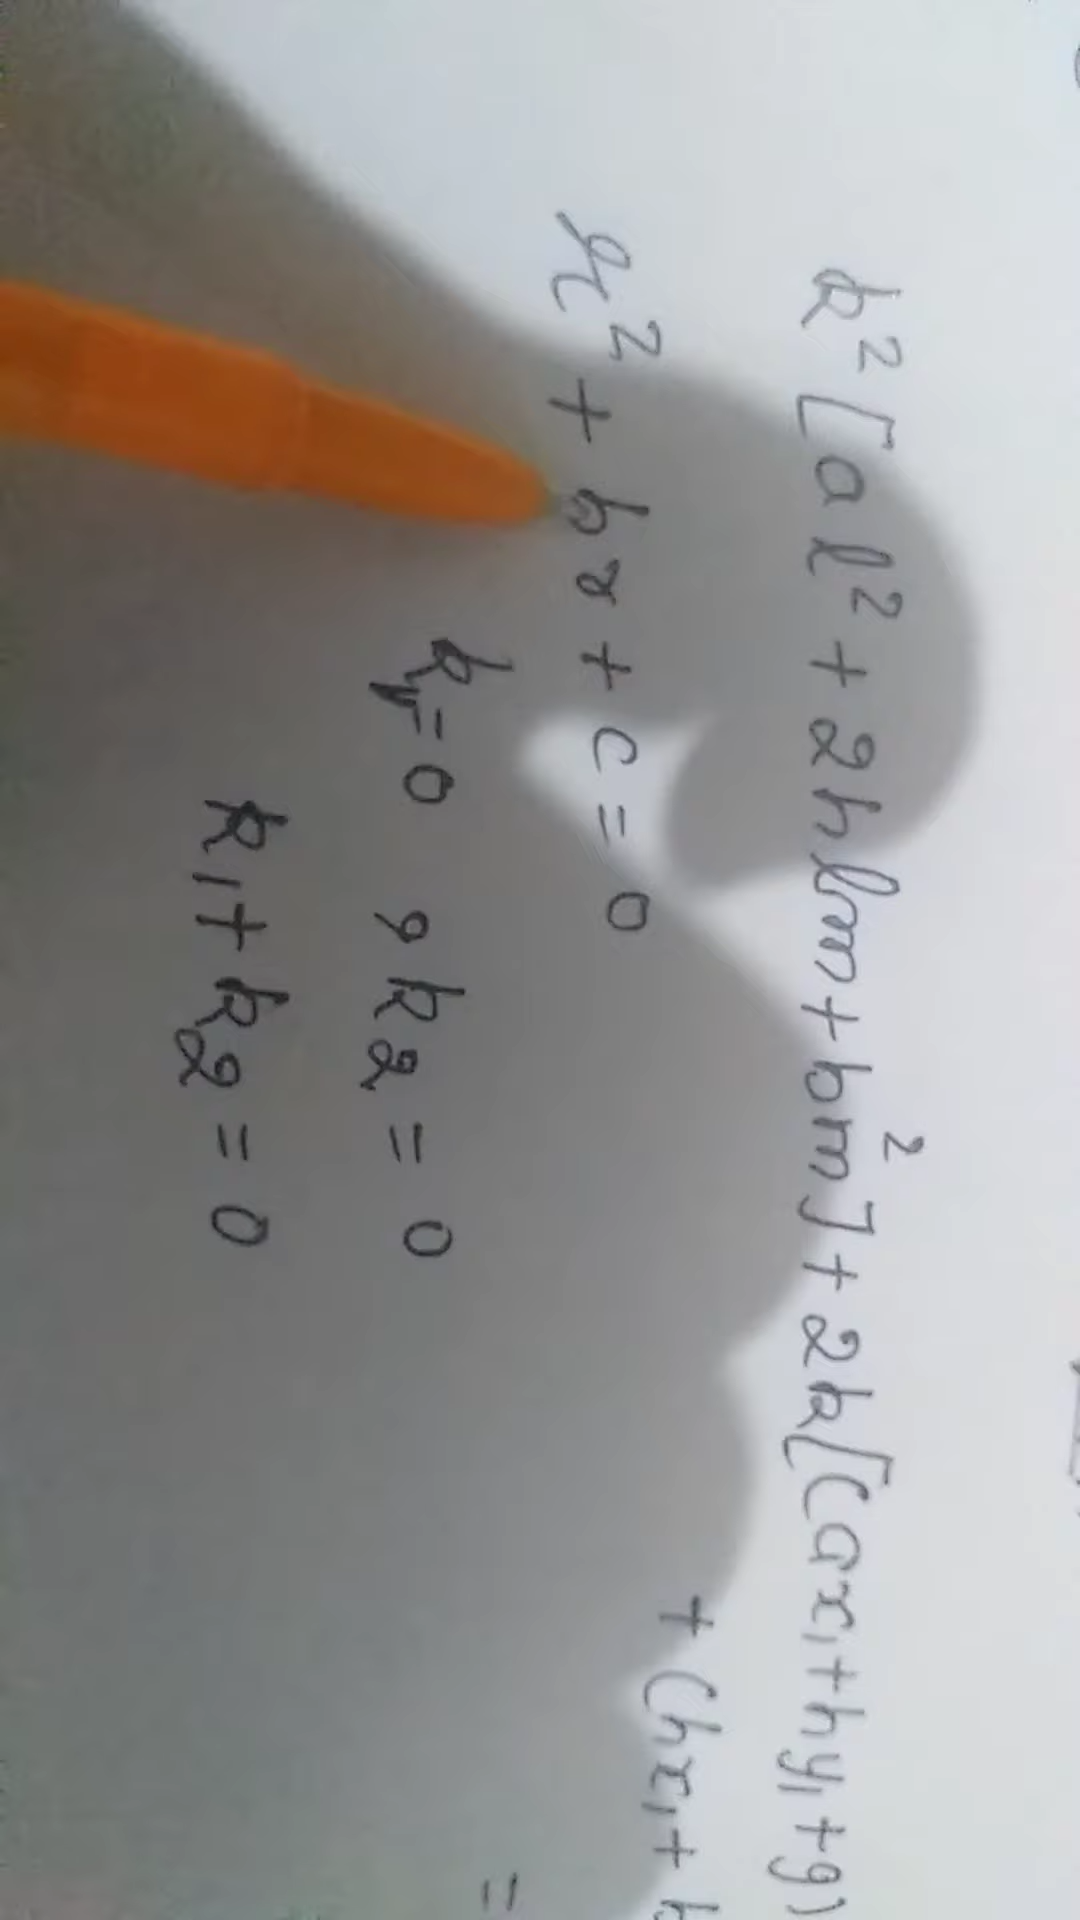 k²[al²+2hlm+bm²]+2k[(ax₁+hy₁+g)
+(hx₁+b
=
x²+bx+c=0
k₁=0, k₂=0
k₁+k₂=0